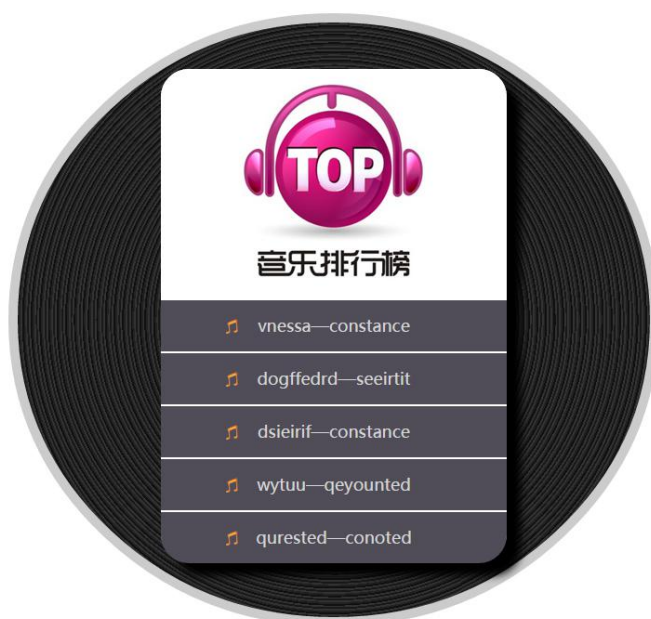 TOP
音乐排行榜
vnessa—constance
dogffedrd—seeirtit
dsieirif—constance
wytuu—qeyounted
qurested—conoted